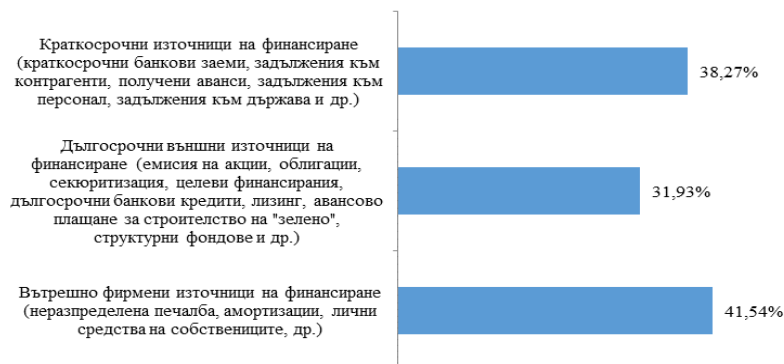 Краткосрочни източници на финансиране
(краткосрочни банкови заеми, задължения към
контрагенти, получени аванси, задължения към
персонал, задължения към държава и др.)
38,27%
Дългосрочни външни източници на
финансиране (емисия на акции, облигации,
секюритизация, целеви финансирания,
дългосрочни банкови кредити, лизинг, авансово
плащане за строителство на "зелено",
структурни фондове и др.)
31,93%
Вътрешно фирмени източници на финансиране
(неразпределена печалба, амортизации, лични
средства на собствениците, др.)
41,54%